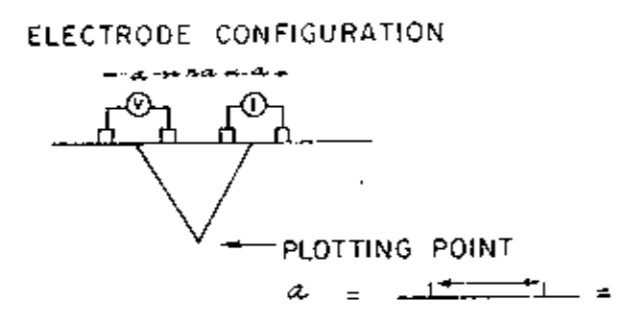 ELECTRODE CONFIGURATION
a na a
V I
PLOTTING POINT
a = =